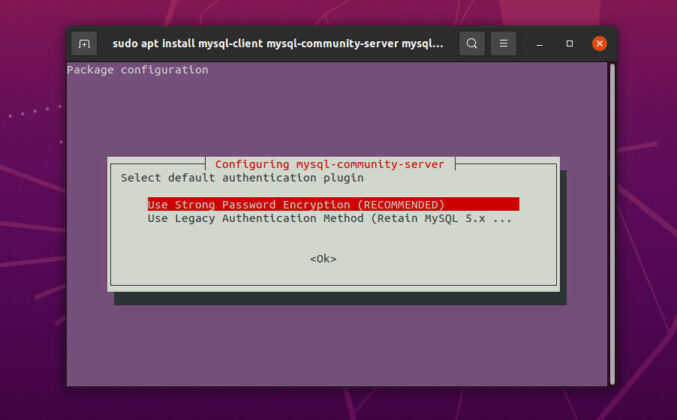 sudo apt install mysql-client mysql-community-server mysql...
Package configuration
Configuring mysql-community-server
Select default authentication plugin
Use Strong Password Encryption (RECOMMENDED)
Use Legacy Authentication Method (Retain MySQL 5.x ...
<Ok>